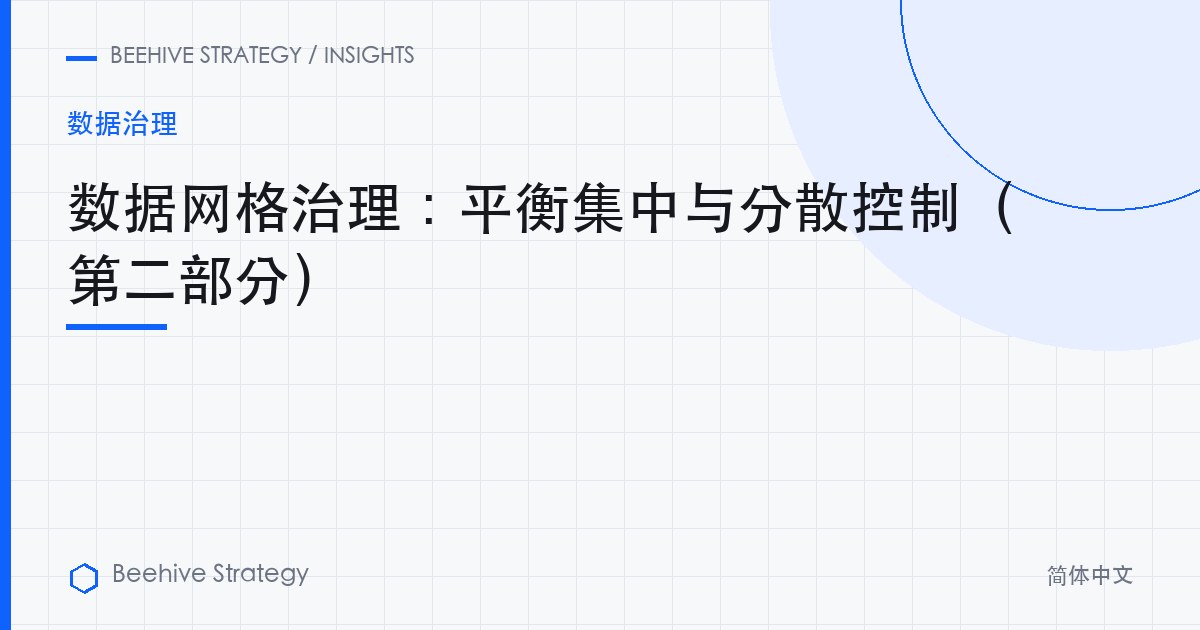 BEEHIVE STRATEGY / INSIGHTS
数据治理
数据网格治理：平衡集中与分散控制（
第二部分）
Beehive Strategy
简体中文